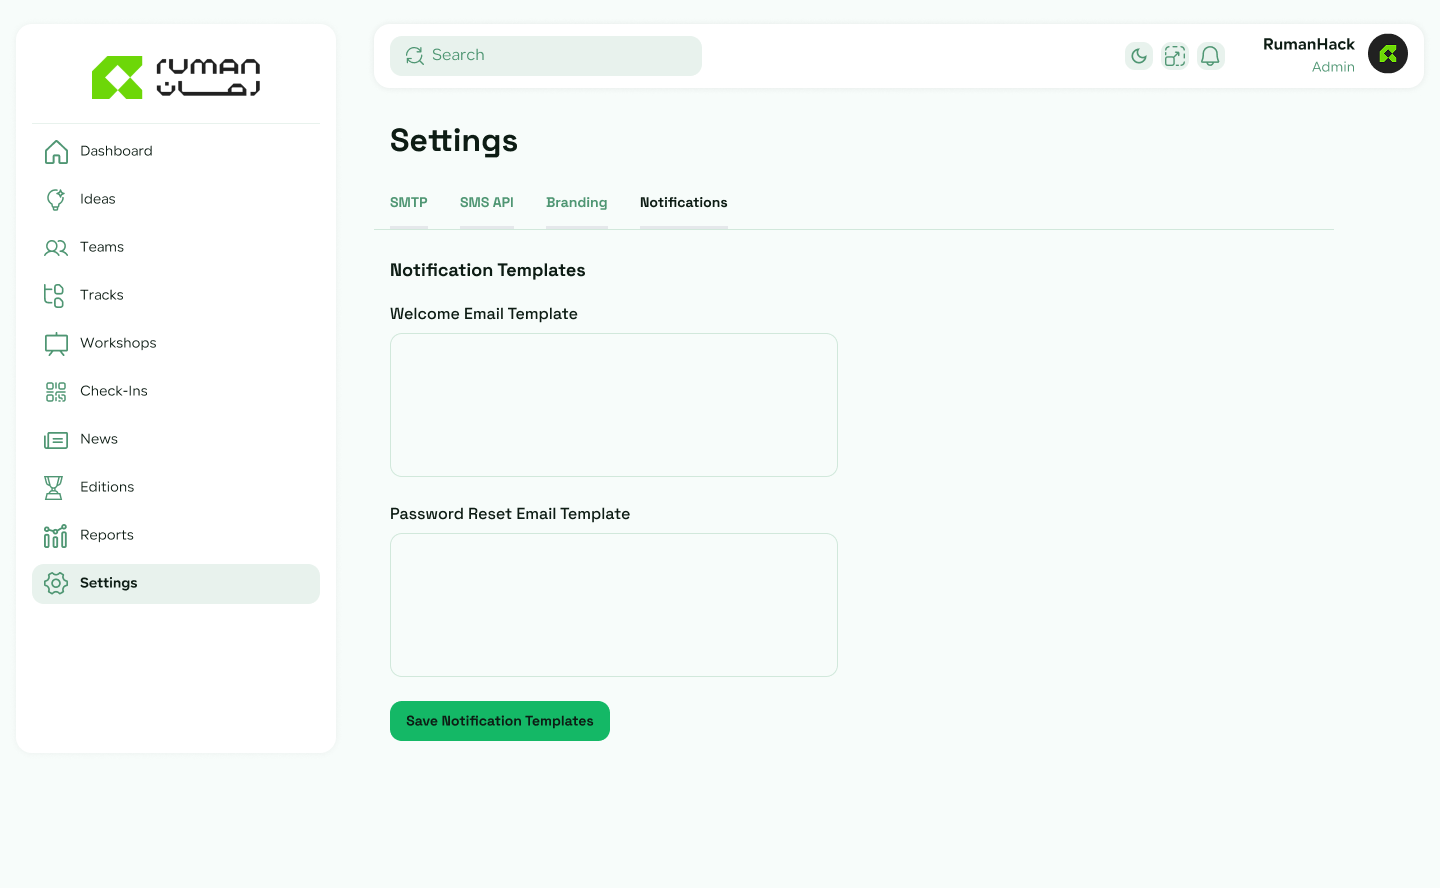 ruman
رمان
Dashboard
Ideas
Teams
Tracks
Workshops
Check-Ins
News
Editions
Reports
Settings
Search
RumanHack
Admin
Settings
SMTP
SMS API
Branding
Notifications
Notification Templates
Welcome Email Template
Password Reset Email Template
Save Notification Templates